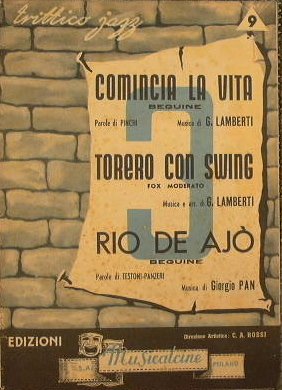 trittico jazz
9
3
COMINCIA LA VITA
BEGUINE
Parole di PINCHI Musica di G. LAMBERTI
TORERO CON SWING
FOX MODERATO
Musica e arr. di G. LAMBERTI
RIO DE AJÒ
BEGUINE
Parole di TESTONI-PANZERI
Musica di Giorgio PAN
Direzione Artistica: C. A. ROSSI
EDIZIONI
Musicalcine
MILANO